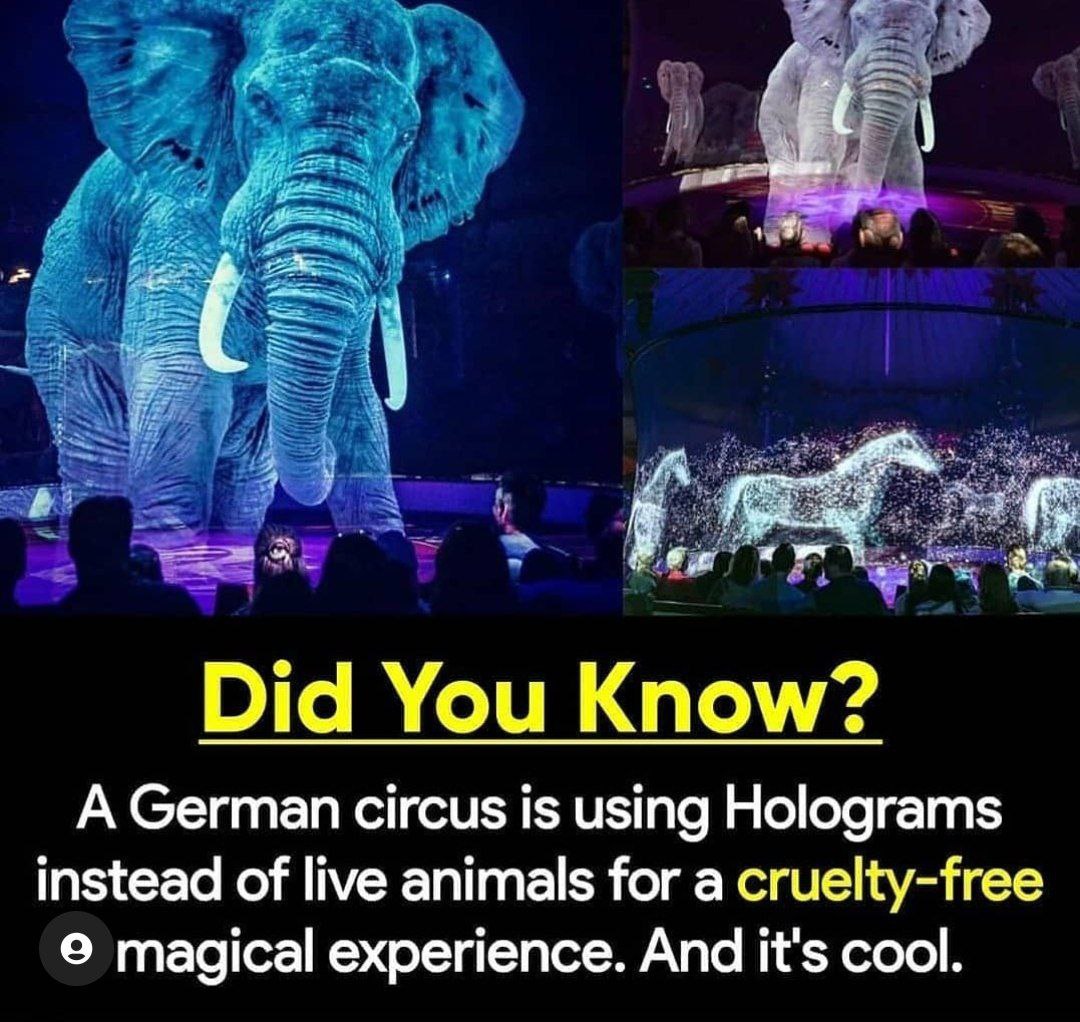 Did You Know?
A German circus is using Holograms
instead of live animals for a cruelty-free
magical experience. And it's cool.